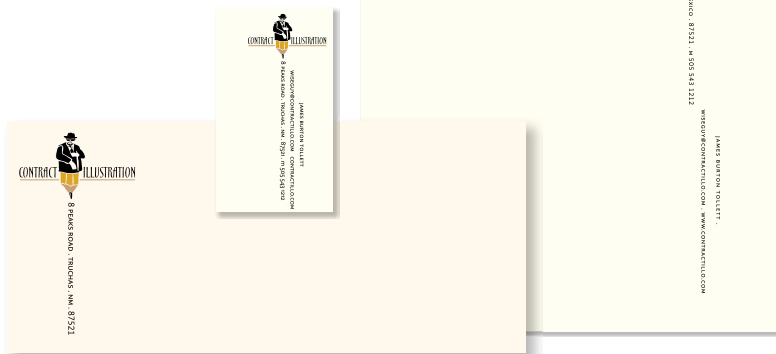 CONTRACT ILLUSTRATION
8 PEAKS ROAD . TRUCHAS . NM . 87521
CONTRACT ILLUSTRATION
8 PEAKS ROAD . TRUCHAS . NM . 87521 . M 505 543 1212
WISEGUY@CONTRACTILLO.COM . CONTRACTILLO.COM
JAMES BURTON TOLLETT
XICO . 87521 . M 505 543 1212
WISEGUY@CONTRACTILLO.COM . WWW.CONTRACTILLO.COM
JAMES BURTON TOLLETT .